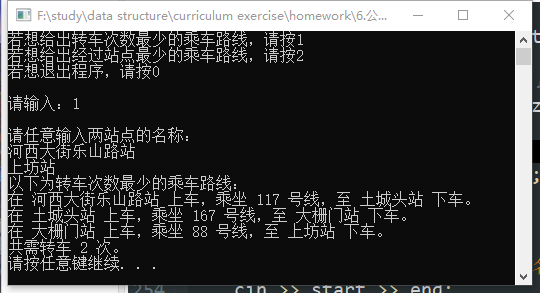 F:\study\data structure\curriculum exercise\homework\6.公...
若想给出转车次数最少的乘车路线，请按1
若想给出经过站点最少的乘车路线，请按2
若想退出程序，请按0
请输入：1
请任意输入两站点的名称：
河西大街乐山路站
上坊站
以下为转车次数最少的乘车路线：
在 河西大街乐山路站 上车，乘坐 117 号线，至 土城头站 下车。
在 土城头站 上车，乘坐 167 号线，至 大栅门站 下车。
在 大栅门站 上车，乘坐 88 号线，至 上坊站 下车。
共需转车 2 次。
请按任意键继续. . .
254 cin >> start >> end;